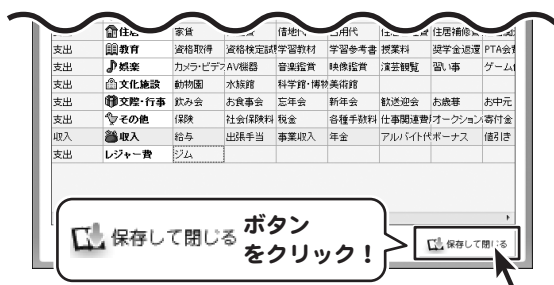 住居 家賃 借地代 住居補修費
支出 教育 資格取得 資格検定試 学習教材 学習参考書 授業料 奨学金返還 PTA会
支出 娯楽 カメラ・ビデ AV機器 音楽鑑賞 映像鑑賞 演芸観覧 習い事 ゲーム
支出 文化施設 動物園 水族館 科学館・博物 美術館
支出 交際・行事 飲み会 お食事会 忘年会 新年会 歓送迎会 お歳暮 お中元
支出 その他 保険 社会保険料 税金 各種手数料 仕事関連費 オークション 寄付金
収入 収入 給与 出張手当 事業収入 年金 アルバイト代 ボーナス 値引き
支出 レジャー費 ジム
保存して閉じる ボタン
をクリック！
保存して閉じる